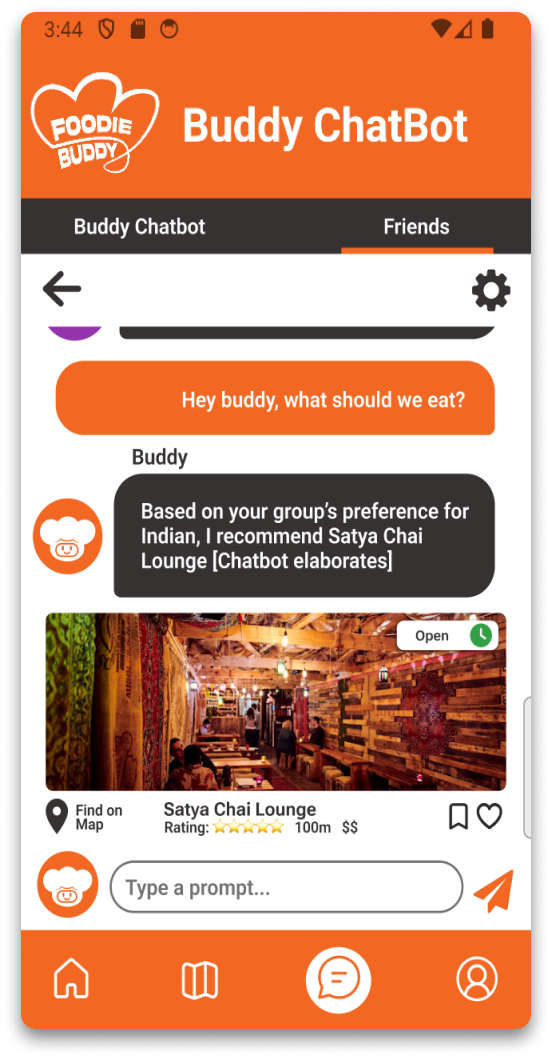 3:44
FOODIE
BUDDY
Buddy ChatBot
Buddy Chatbot
Friends
Hey buddy, what should we eat?
Buddy
Based on your group’s preference for
Indian, I recommend Satya Chai
Lounge [Chatbot elaborates]
Open
Find on
Map
Satya Chai Lounge
Rating: ⭐⭐⭐⭐⭐ 100m $$
Type a prompt...